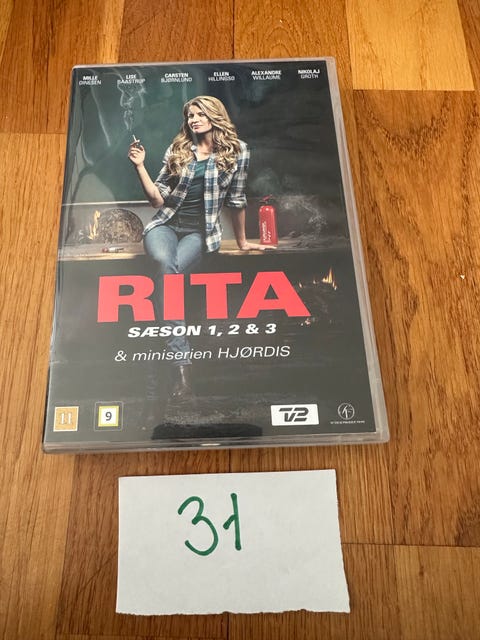 MILLE DINESEN
LISE BAASTRUP
CARSTEN BJØRNLUND
ELLEN HILLINGSØ
ALEXANDRE WILLAUME
NIKOLAJ GROTH
RITA
SÆSON 1, 2 & 3
& miniserien HJØRDIS
11
9
TV2
SF
31